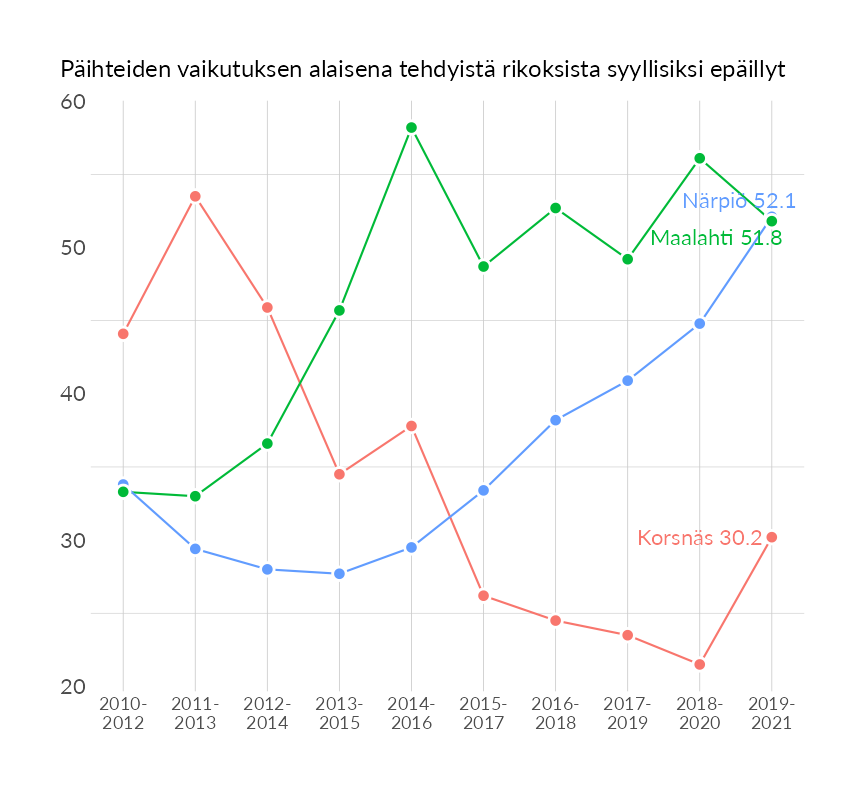 Päihteiden vaikutuksen alaisena tehdyistä rikoksista syyllisiksi epäillyt
60
50
40
30
20
Närpiö 52.1
Maalahti 51.8
Korsnäs 30.2
2010- 2011- 2012- 2013- 2014- 2015- 2016- 2017- 2018- 2019-
2012 2013 2014 2015 2016 2017 2018 2019 2020 2021